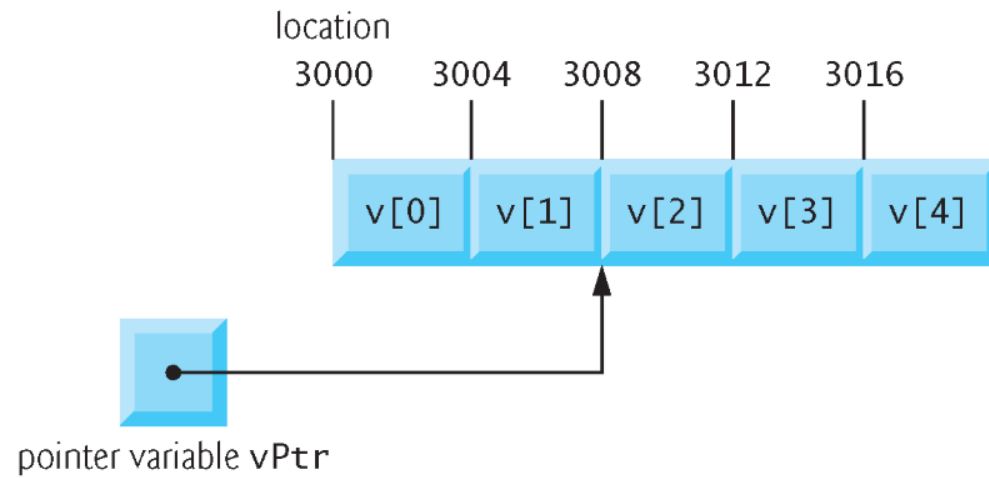 location
3000 3004 3008 3012 3016
v[0] v[1] v[2] v[3] v[4]
pointer variable vPtr